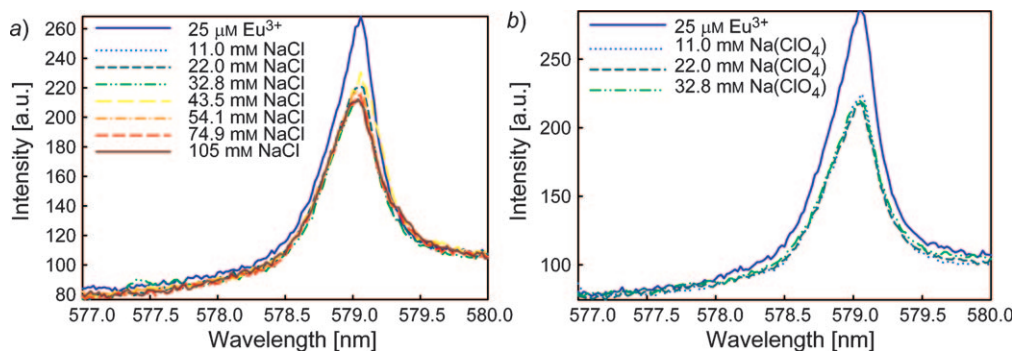 a)
25 μM Eu³⁺
11.0 mM NaCl
22.0 mM NaCl
32.8 mM NaCl
43.5 mM NaCl
54.1 mM NaCl
74.9 mM NaCl
105 mM NaCl
Intensity [a.u.]
260
240
220
200
180
160
140
120
100
80
577.0 577.5 578.0 578.5 579.0 579.5 580.0
Wavelength [nm]
b)
25 μM Eu³⁺
11.0 mM Na(ClO₄)
22.0 mM Na(ClO₄)
32.8 mM Na(ClO₄)
Intensity [a.u.]
250
200
150
100
577.0 577.5 578.0 578.5 579.0 579.5 580.0
Wavelength [nm]